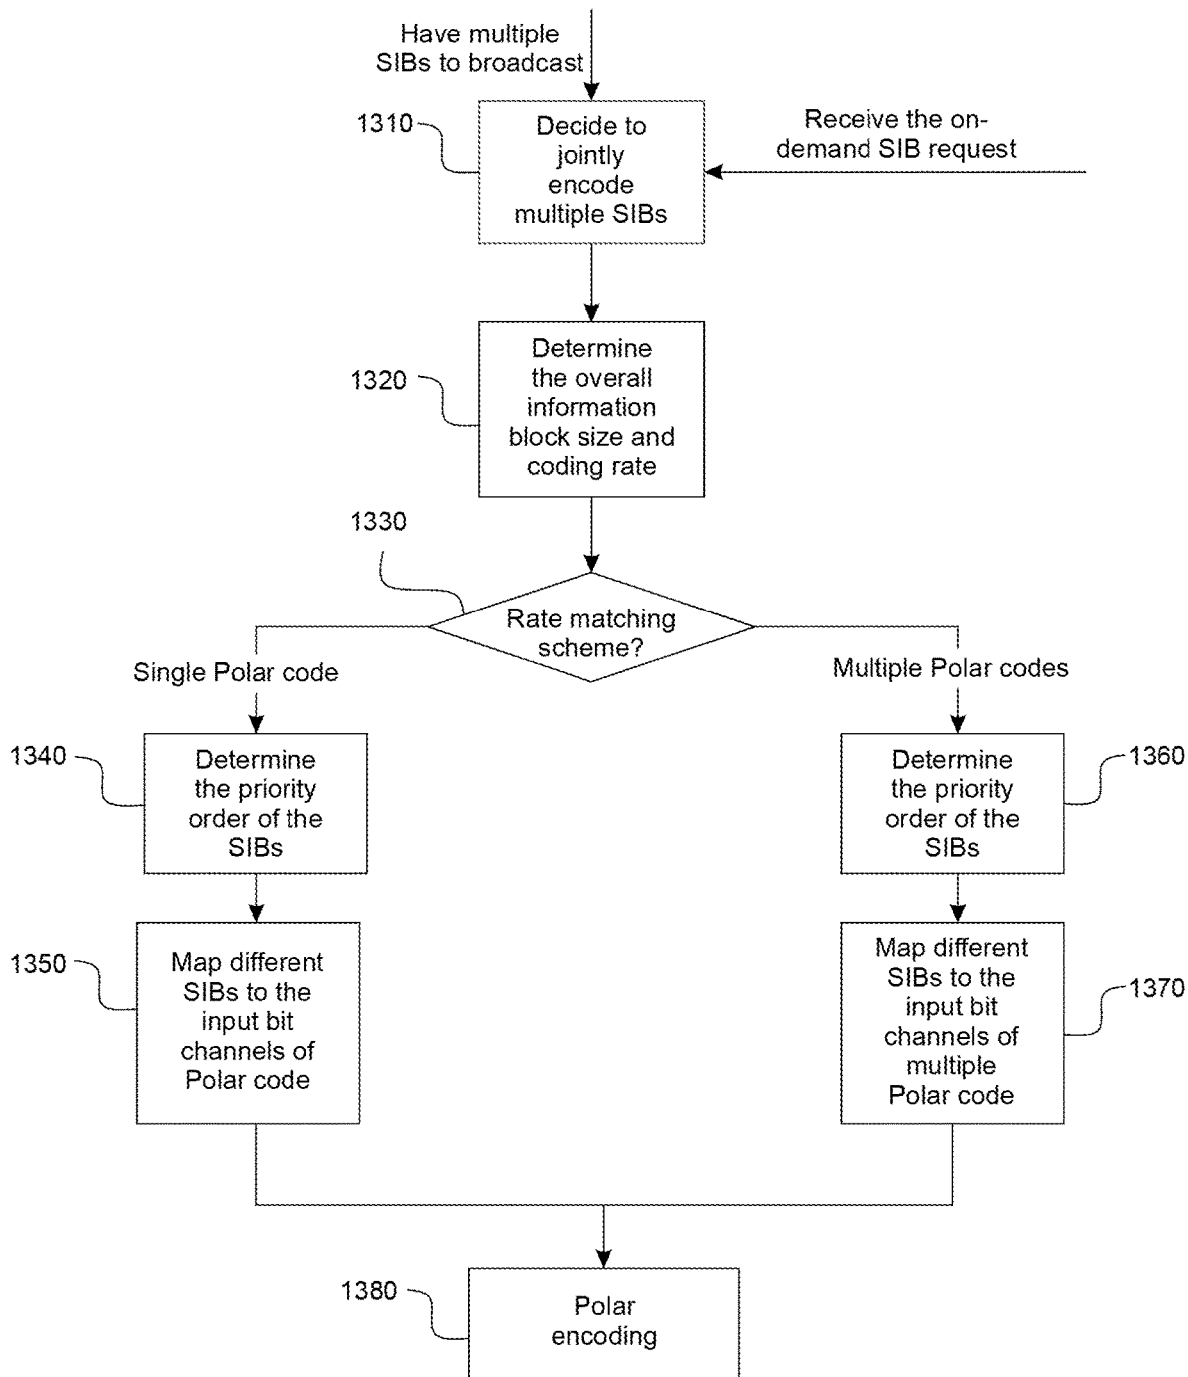 Have multiple
SIBs to broadcast
1310
Decide to
jointly
encode
multiple SIBs
Receive the on-
demand SIB request
1320
Determine
the overall
information
block size and
coding rate
1330
Rate matching
scheme?
Single Polar code
Multiple Polar codes
1340
Determine
the priority
order of the
SIBs
Determine
the priority
order of the
SIBs
1360
1350
Map different
SIBs to the
input bit
channels of
Polar code
Map different
SIBs to the
input bit
channels of
multiple
Polar code
1370
1380
Polar
encoding